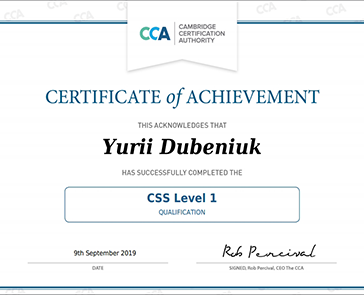 CCA CAMBRIDGE
CERTIFICATION
AUTHORITY
CERTIFICATE of ACHIEVEMENT
THIS ACKNOWLEDGES THAT
Yurii Dubeniuk
HAS SUCCESSFULLY COMPLETED THE
CSS Level 1
QUALIFICATION
9th September 2019
Rob Percival
DATE
SIGNED, Rob Percival, CEO The CCA